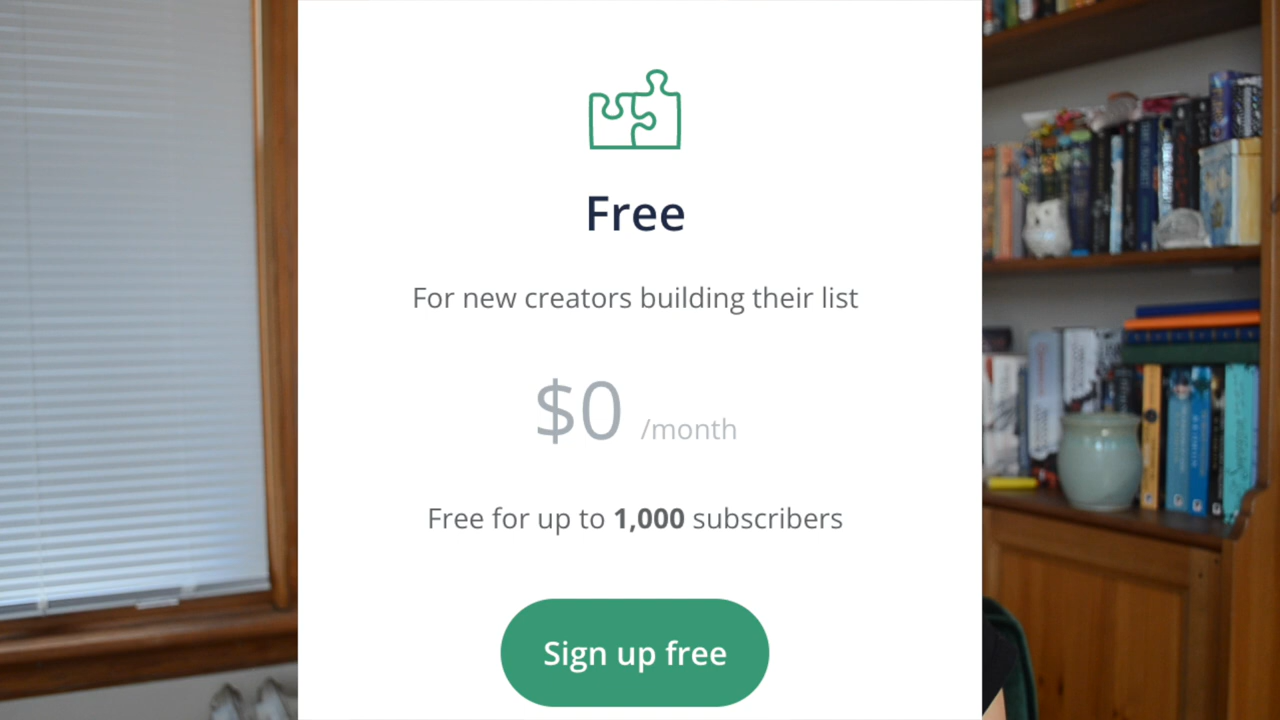 Free
For new creators building their list
$0 /month
Free for up to 1,000 subscribers
Sign up free